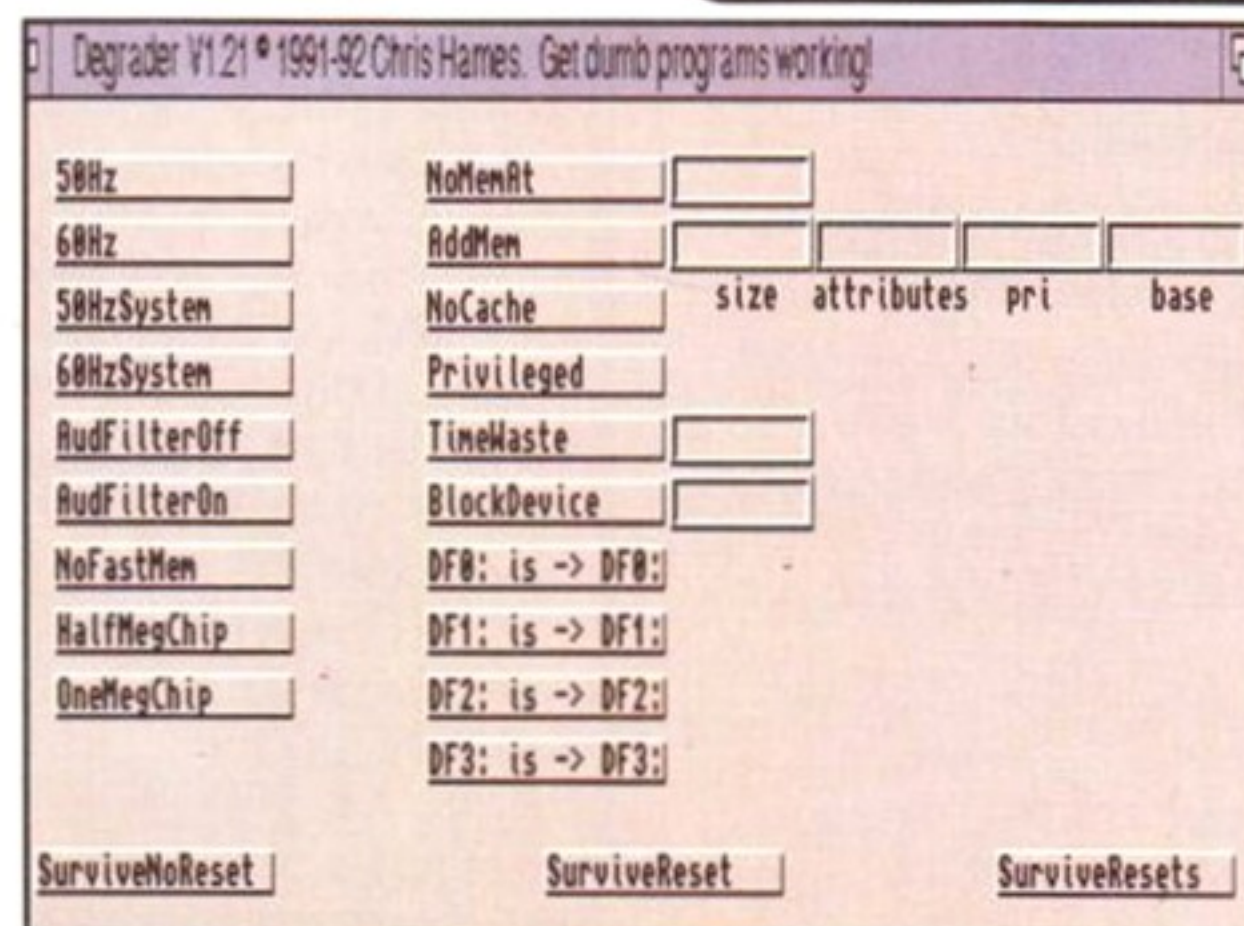 Degrader V1.21 © 1991-92 Chris Hames. Get dumb programs working!
50Hz
NoMemAt
60Hz
AddMem
size attributes pri base
50HzSystem
NoCache
60HzSystem
Privileged
AudFilterOff
TimeWaste
AudFilterOn
BlockDevice
NoFastMem
DF0: is -> DF0:
HalfMegChip
DF1: is -> DF1:
OneMegChip
DF2: is -> DF2:
DF3: is -> DF3:
SurviveNoReset
SurviveReset
SurviveResets